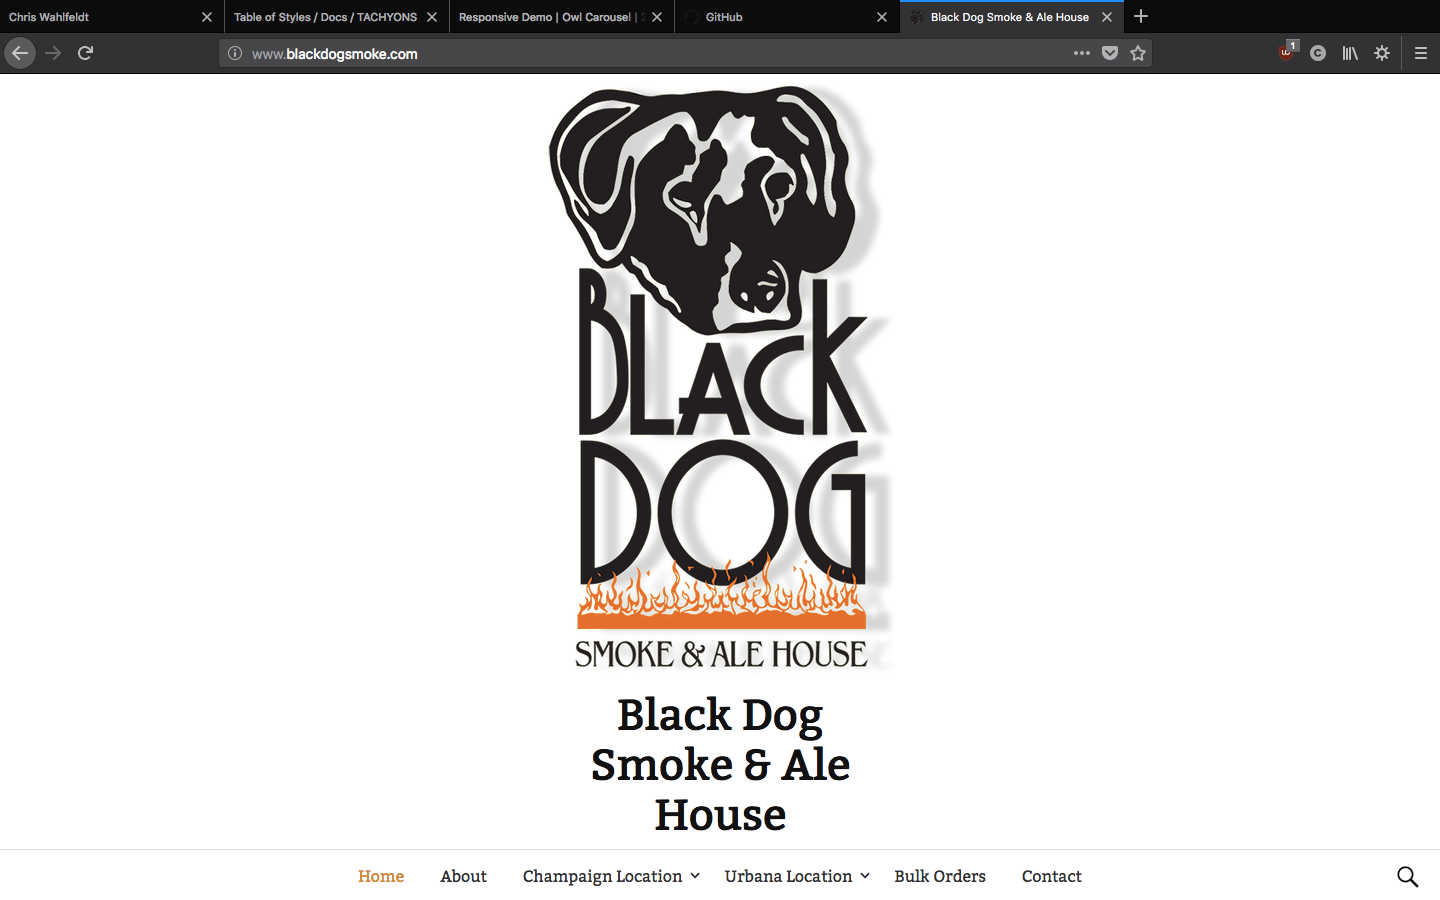 Chris Wahlfeldt
Table of Styles / Docs / TACHYONS
Responsive Demo | Owl Carousel |
GitHub
Black Dog Smoke & Ale House
www.blackdogsmoke.com
1
BLACK
DOG
SMOKE & ALE HOUSE
Black Dog
Smoke & Ale
House
Home
About
Champaign Location
Urbana Location
Bulk Orders
Contact